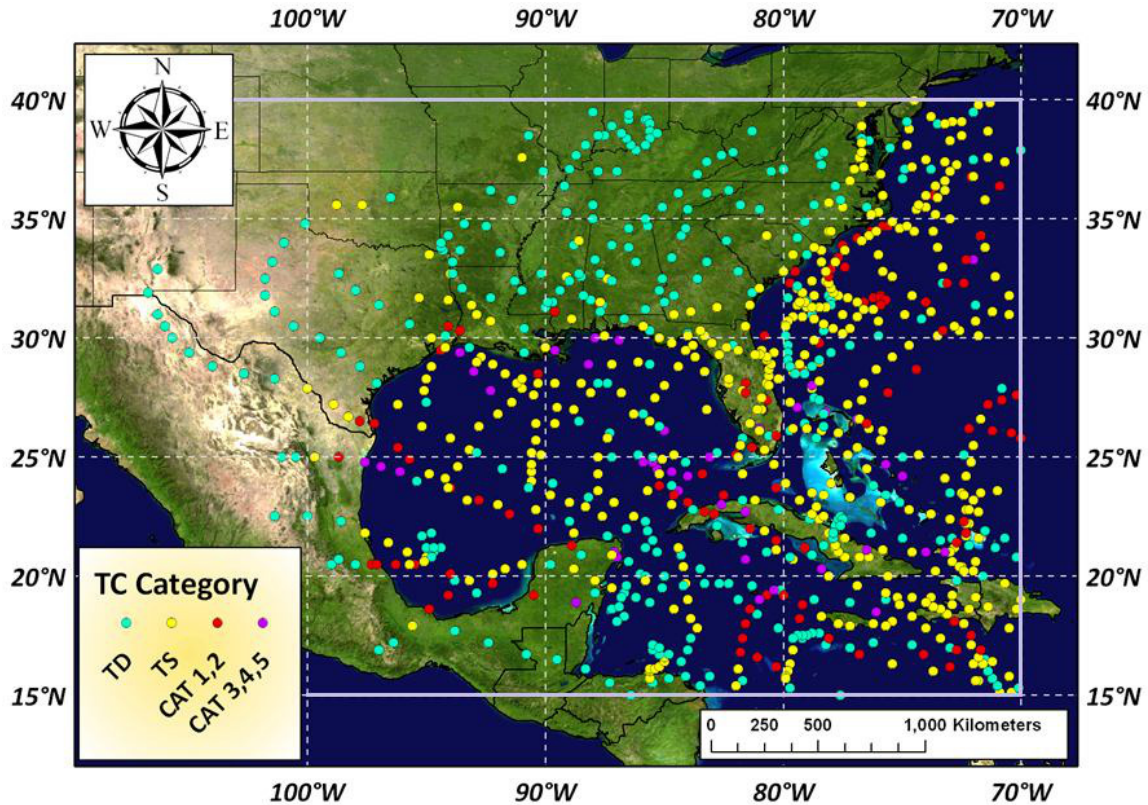 100°W 90°W 80°W 70°W
N
W E
S
40°N 40°N
35°N 35°N
30°N 30°N
25°N 25°N
20°N 20°N
15°N 15°N
TC Category
TD TS CAT 1,2 CAT 3,4,5
0 250 500 1,000 Kilometers
100°W 90°W 80°W 70°W